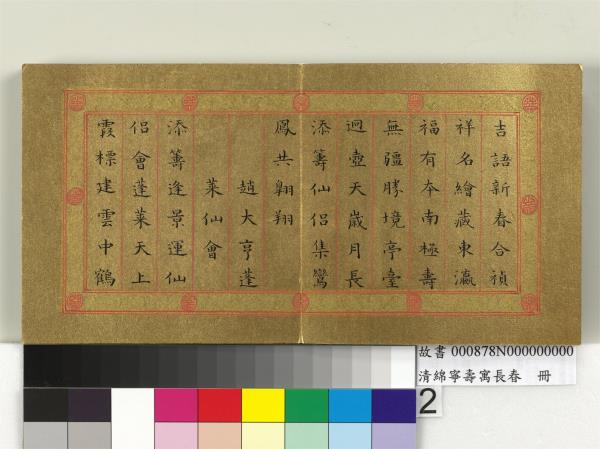 吉語新春合禎
祥名繪藏東瀛
福有本南極壽
無疆勝境亭臺
迥壺天歲月長
添籌仙侶集鸞
鳳共翱翔
趙大亨蓬
萊仙會
添籌逢景運仙
侶會蓬萊天上
霞標建雲中鶴
故書 000878N000000000
清綿寧壽寓長春 冊
2